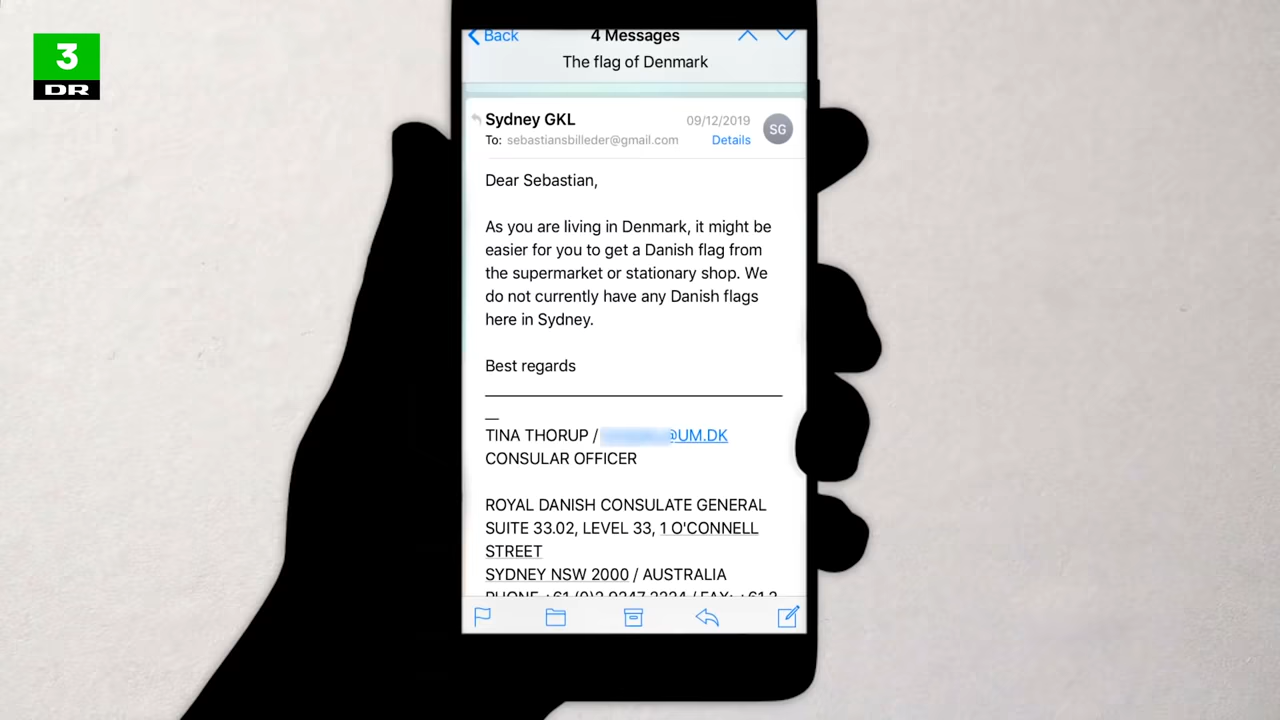 3
DR
Back
4 Messages
The flag of Denmark
Sydney GKL
09/12/2019
SG
To: sebastiansbilleder@gmail.com
Details
Dear Sebastian,
As you are living in Denmark, it might be
easier for you to get a Danish flag from
the supermarket or stationary shop. We
do not currently have any Danish flags
here in Sydney.
Best regards
TINA THORUP / @UM.DK
CONSULAR OFFICER
ROYAL DANISH CONSULATE GENERAL
SUITE 33.02, LEVEL 33, 1 O'CONNELL
STREET
SYDNEY NSW 2000 / AUSTRALIA